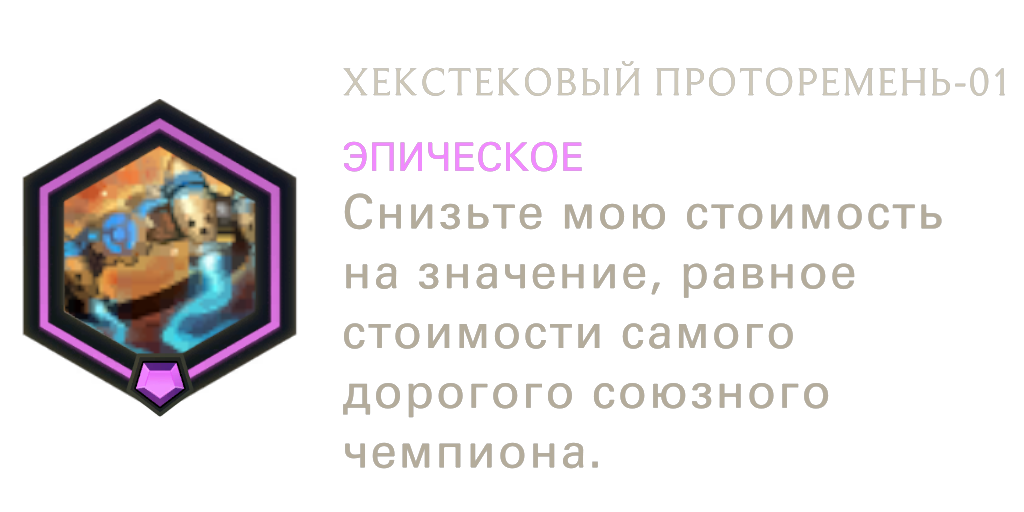 ХЕКСТЕКОВЫЙ ПРОТОРЕМЕНЬ-01
ЭПИЧЕСКОЕ
Снизьте мою стоимость
на значение, равное
стоимости самого
дорогого союзного
чемпиона.